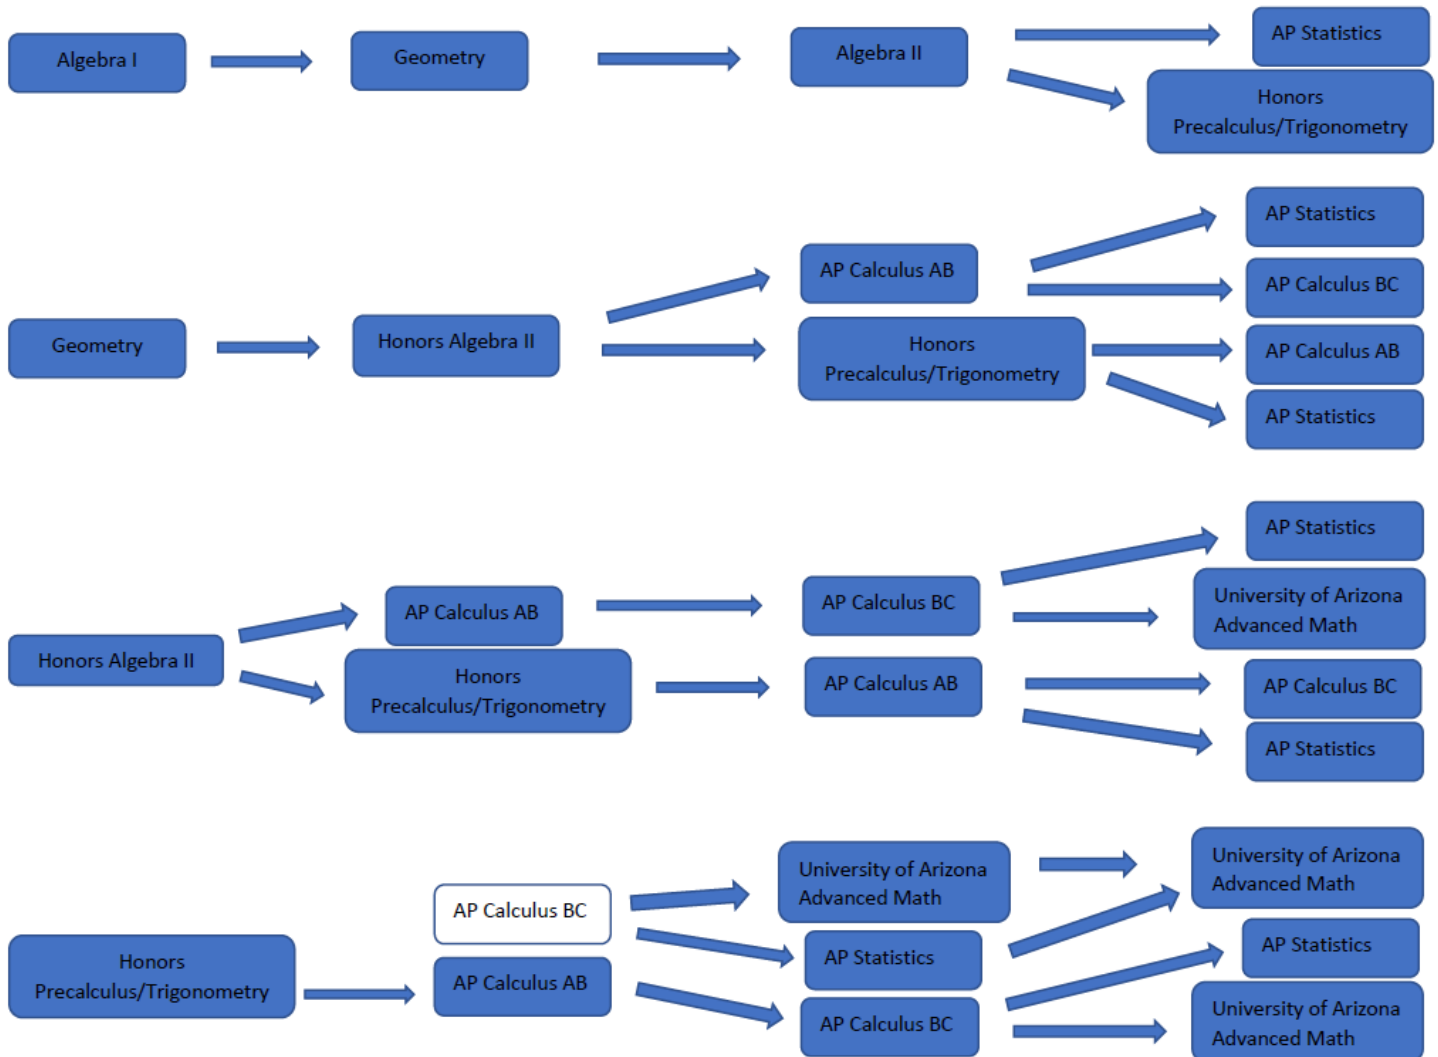 Algebra I
Geometry
Algebra II
AP Statistics
Honors
Precalculus/Trigonometry
Geometry
Honors Algebra II
AP Calculus AB
Honors
Precalculus/Trigonometry
AP Statistics
AP Calculus BC
AP Calculus AB
AP Statistics
Honors Algebra II
AP Calculus AB
Honors
Precalculus/Trigonometry
AP Calculus BC
AP Calculus AB
AP Statistics
University of Arizona
Advanced Math
AP Calculus BC
AP Statistics
Honors
Precalculus/Trigonometry
AP Calculus BC
AP Calculus AB
University of Arizona
Advanced Math
AP Statistics
AP Calculus BC
University of Arizona
Advanced Math
AP Statistics
University of Arizona
Advanced Math